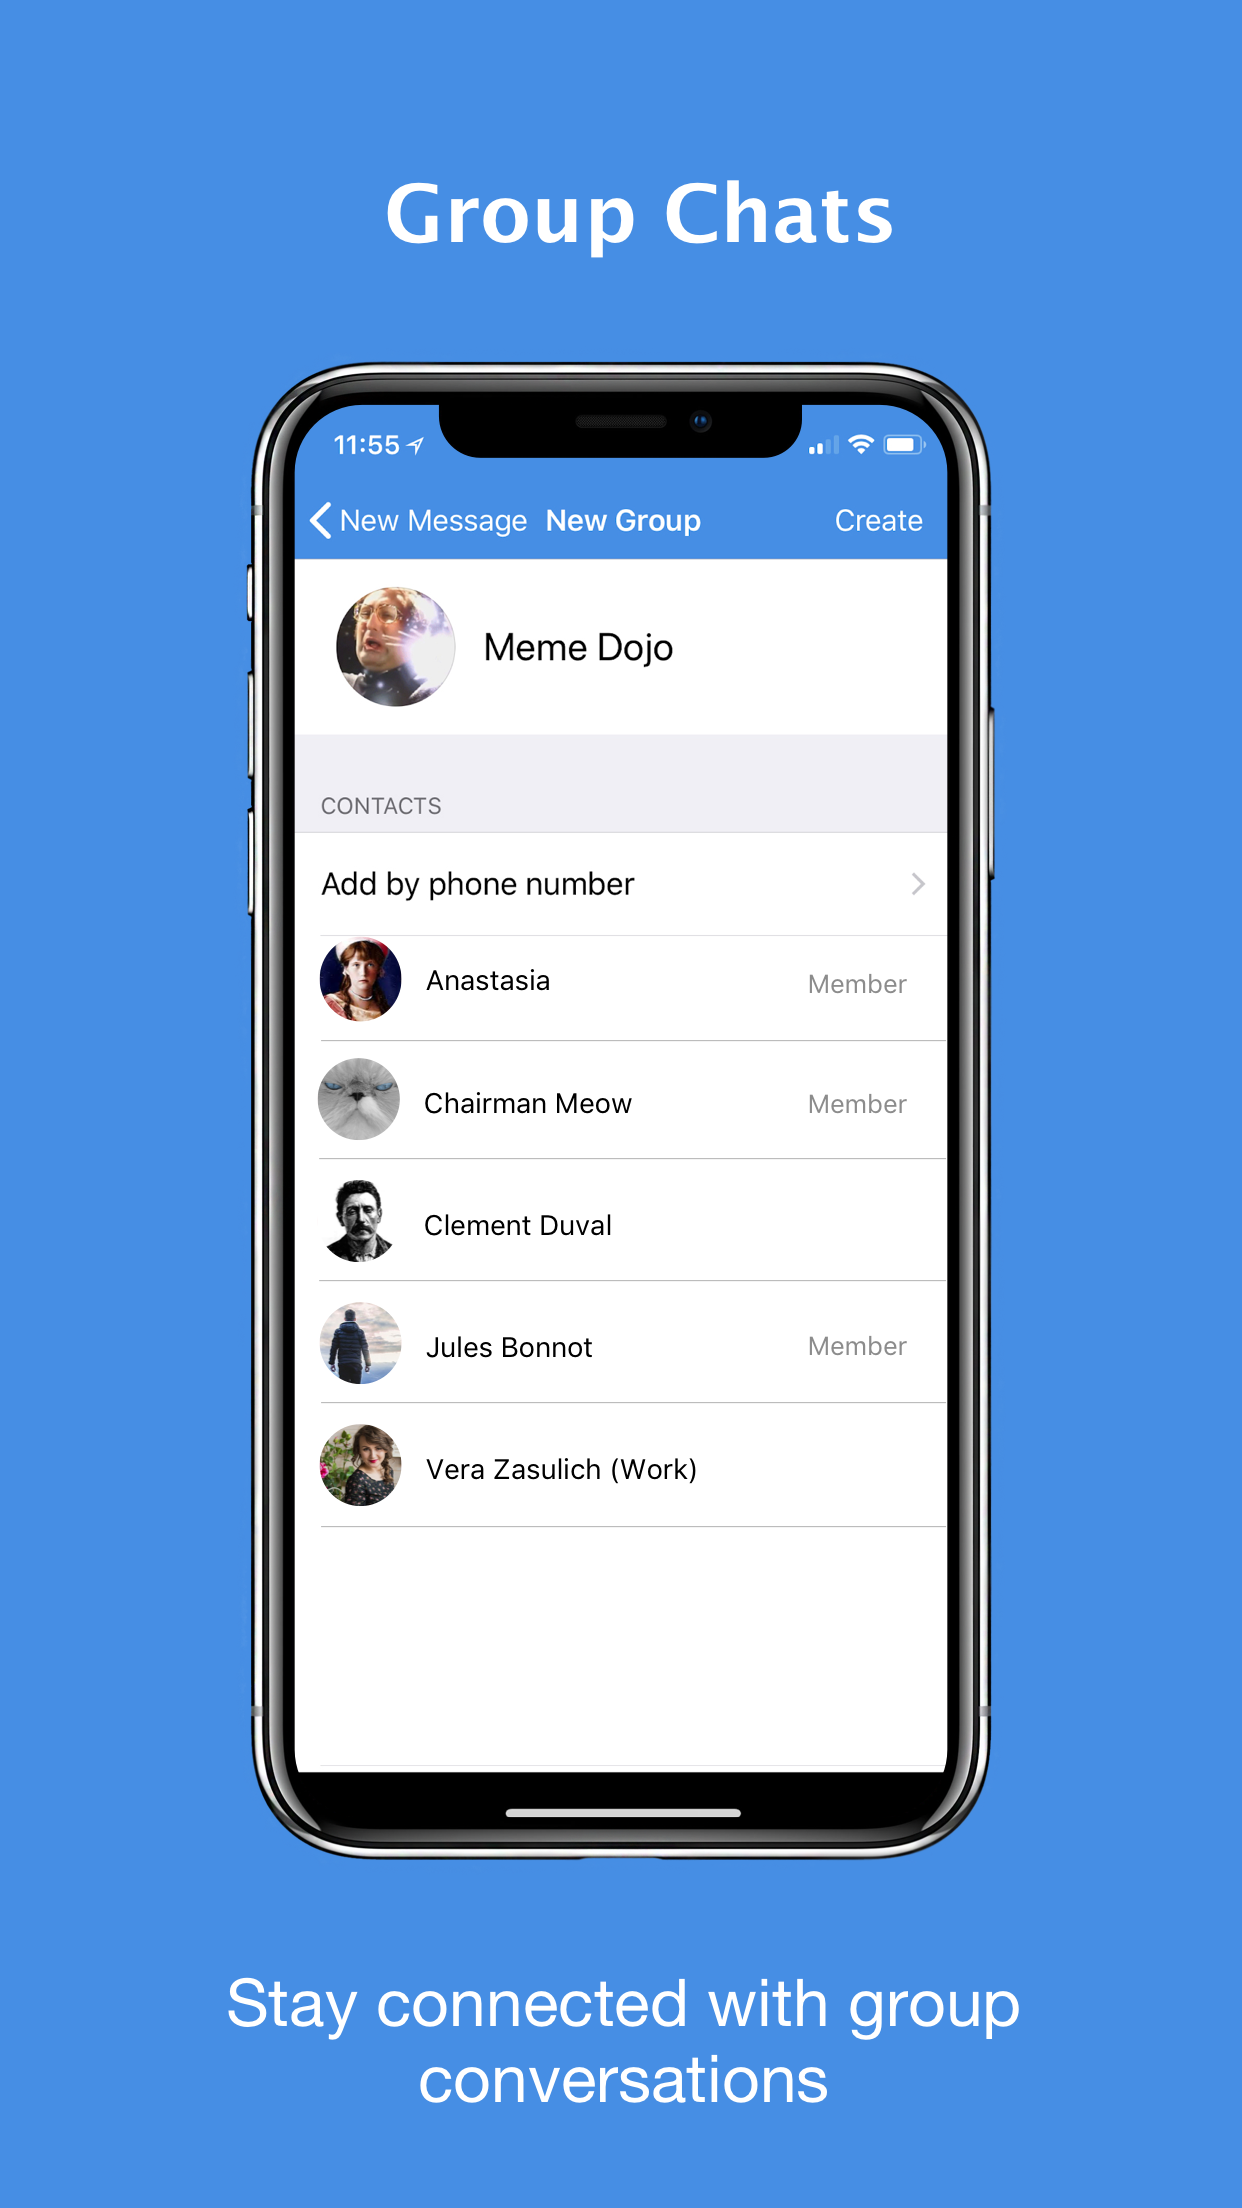 Group Chats
11:55
New Message New Group Create
Meme Dojo
CONTACTS
Add by phone number
Anastasia Member
Chairman Meow Member
Clement Duval
Jules Bonnot Member
Vera Zasulich (Work)
Stay connected with group
conversations